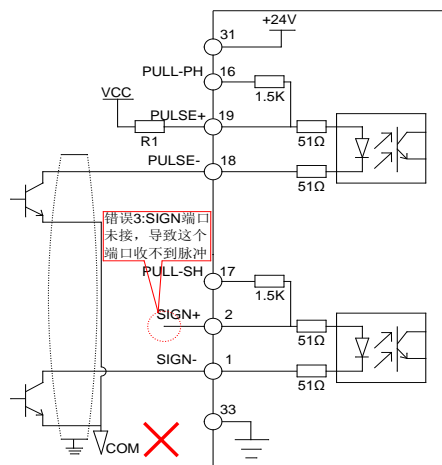 +24V
31
PULL-PH
16
1.5K
VCC
PULSE+
19
R1
51Ω
PULSE-
18
51Ω
错误3:SIGN端口
未接，导致这个
端口收不到脉冲
PULL-SH
17
1.5K
SIGN+
2
51Ω
SIGN-
1
51Ω
33
COM